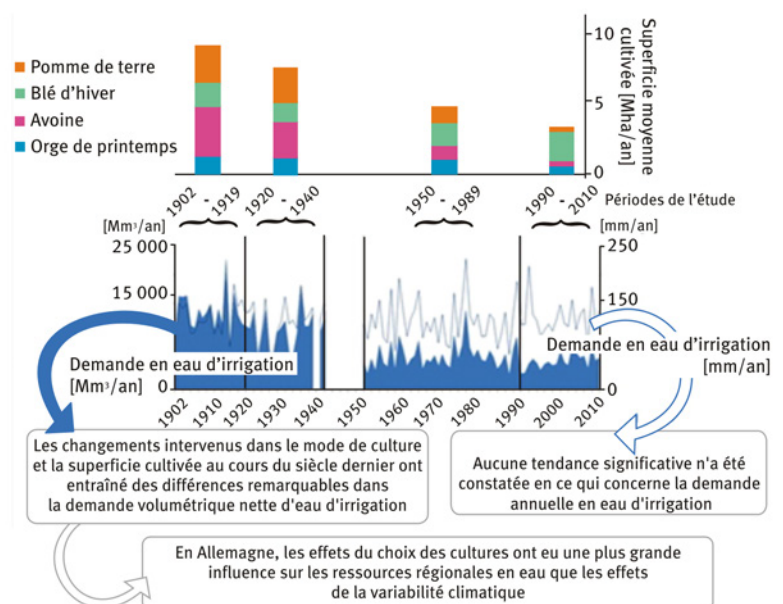 Pomme de terre
Blé d'hiver
Avoine
Orge de printemps
10
5
0
Superficie moyenne
cultivée [Mha/an]
1902 - 1919
1920 - 1940
1950 - 1989
1990 - 2010
Périodes de l'étude
[Mm³/an]
[mm/an]
25 000
15 000
0
250
150
0
Demande en eau d'irrigation
[Mm³/an]
Demande en eau d'irrigation
[mm/an]
1902
1910
1920
1930
1940
1950
1960
1970
1980
1990
2000
2010
Les changements intervenus dans le mode de culture
et la superficie cultivée au cours du siècle dernier ont
entraîné des différences remarquables dans
la demande volumétrique nette d'eau d'irrigation
Aucune tendance significative n'a été
constatée en ce qui concerne la demande
annuelle en eau d'irrigation
En Allemagne, les effets du choix des cultures ont eu une plus grande
influence sur les ressources régionales en eau que les effets
de la variabilité climatique